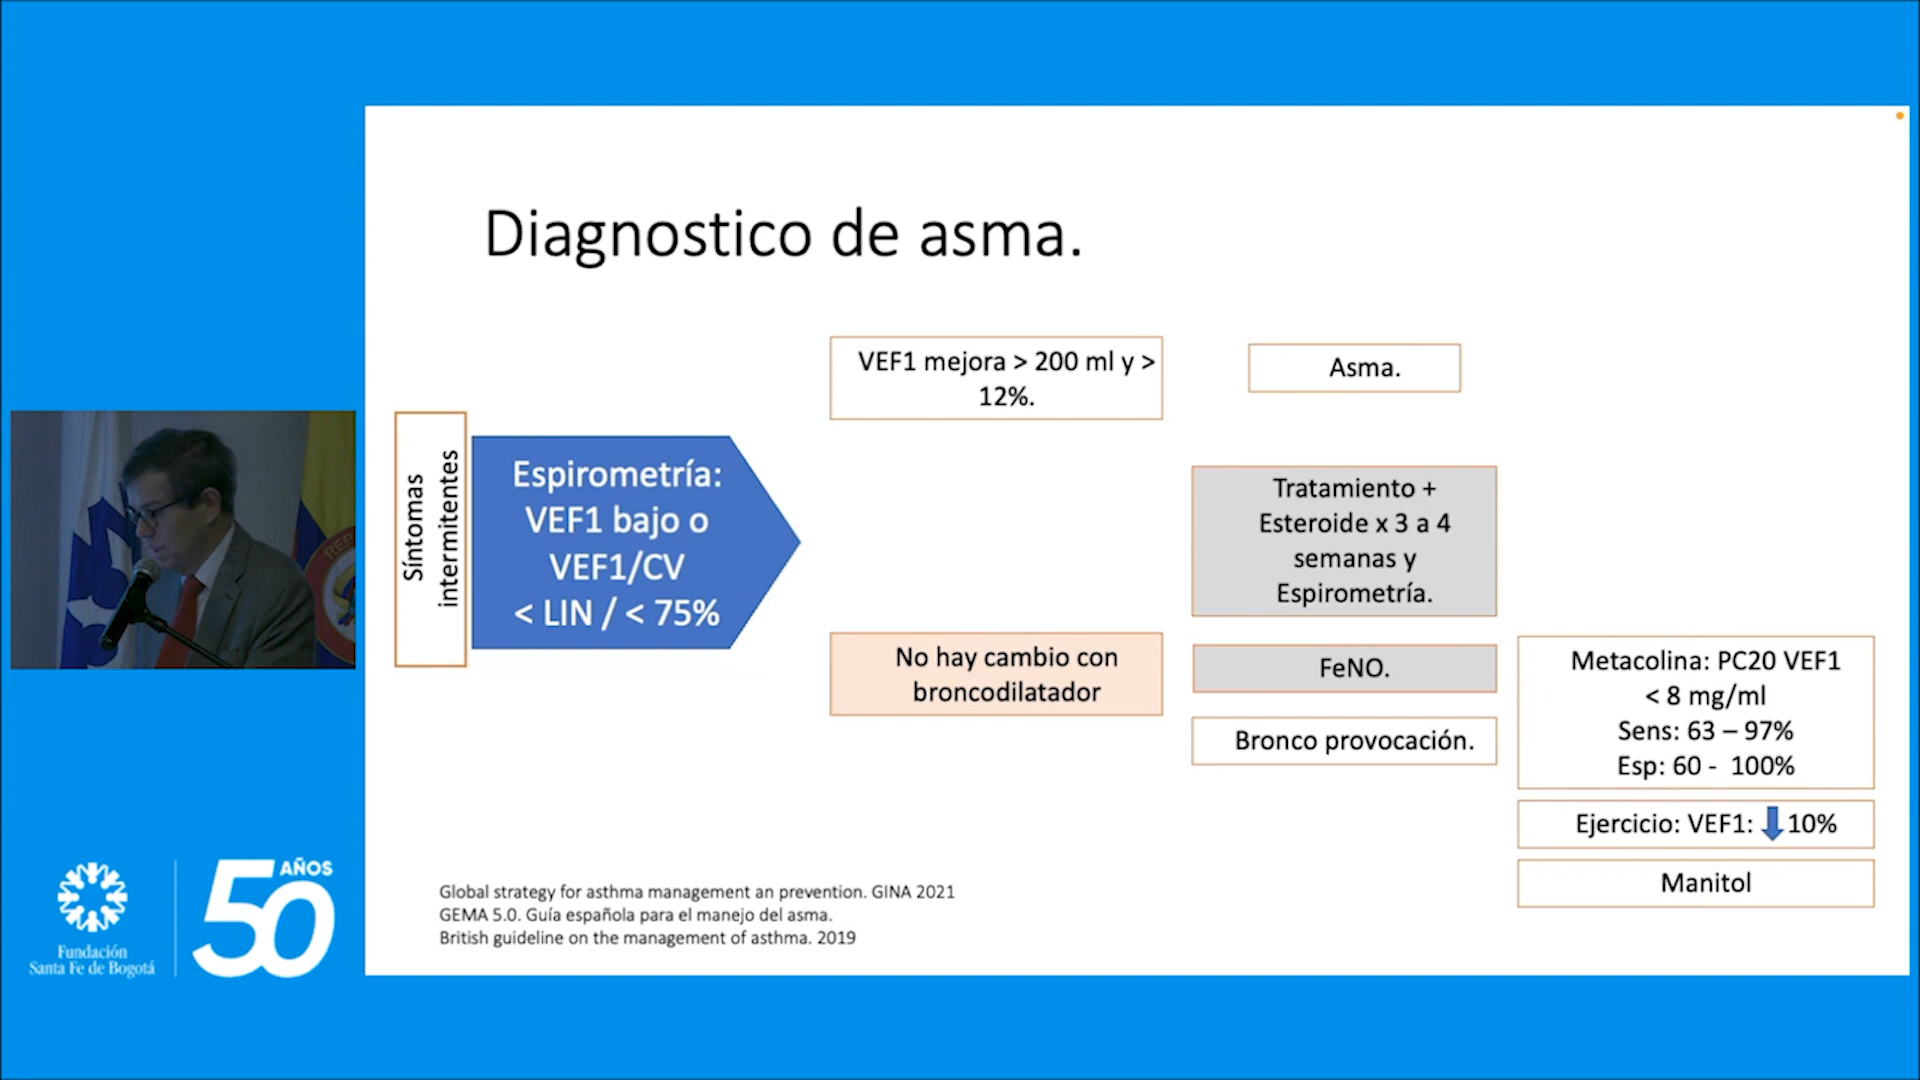 Diagnostico de asma.
VEF1 mejora > 200 ml y >
12%.
Asma.
Síntomas
intermitentes
Espirometría:
VEF1 bajo o
VEF1/CV
< LIN / < 75%
Tratamiento +
Esteroide x 3 a 4
semanas y
Espirometría.
No hay cambio con
broncodilatador
FeNO.
Bronco provocación.
Metacolina: PC20 VEF1
< 8 mg/ml
Sens: 63 – 97%
Esp: 60 - 100%
Ejercicio: VEF1: 10%
Manitol
Global strategy for asthma management an prevention. GINA 2021
GEMA 5.0. Guía española para el manejo del asma.
British guideline on the management of asthma. 2019
Fundación
Santa Fe de Bogotá
50 AÑOS
REP